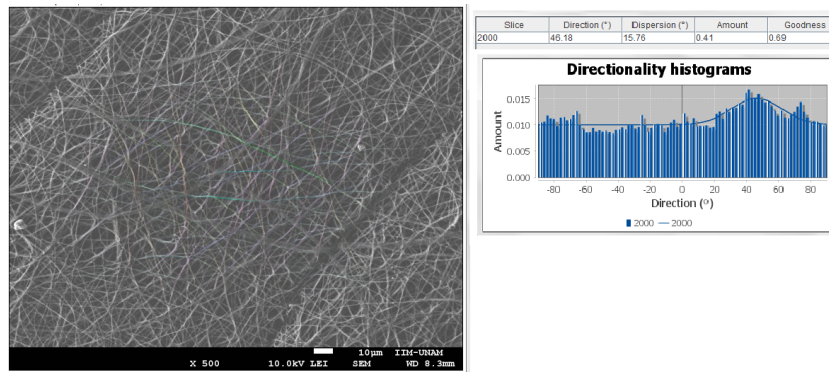 10µm IIM-UNAM
X 500 10.0kV LEI SEM WD 8.3mm
Slice Direction (°) Dispersion (°) Amount Goodness
2000 46.18 15.76 0.41 0.69
Directionality histograms
Amount
0.015
0.010
0.005
0.000
-80 -60 -40 -20 0 20 40 60 80
Direction (°)
2000 2000